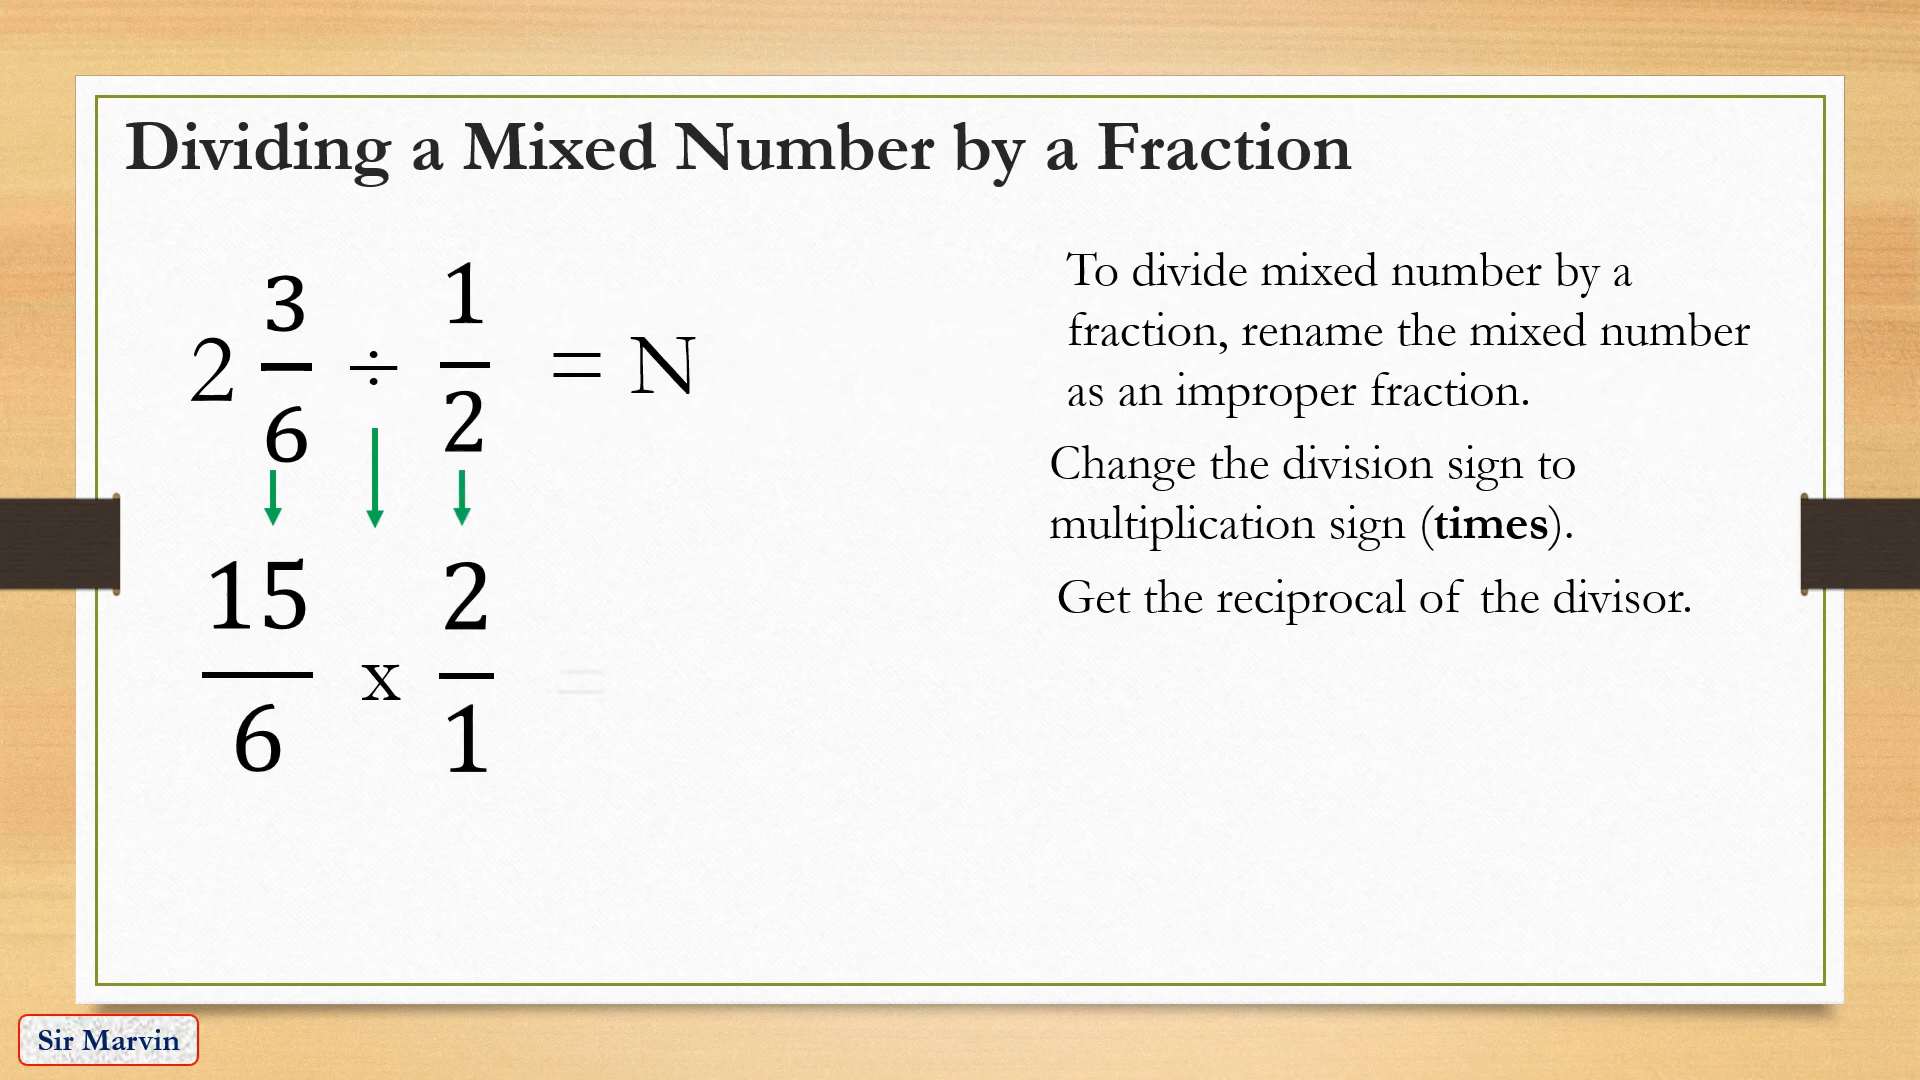 Dividing a Mixed Number by a Fraction
2 3/6 ÷ 1/2 = N
15/6 x 2/1 =
To divide mixed number by a
fraction, rename the mixed number
as an improper fraction.
Change the division sign to
multiplication sign (times).
Get the reciprocal of the divisor.
Sir Marvin